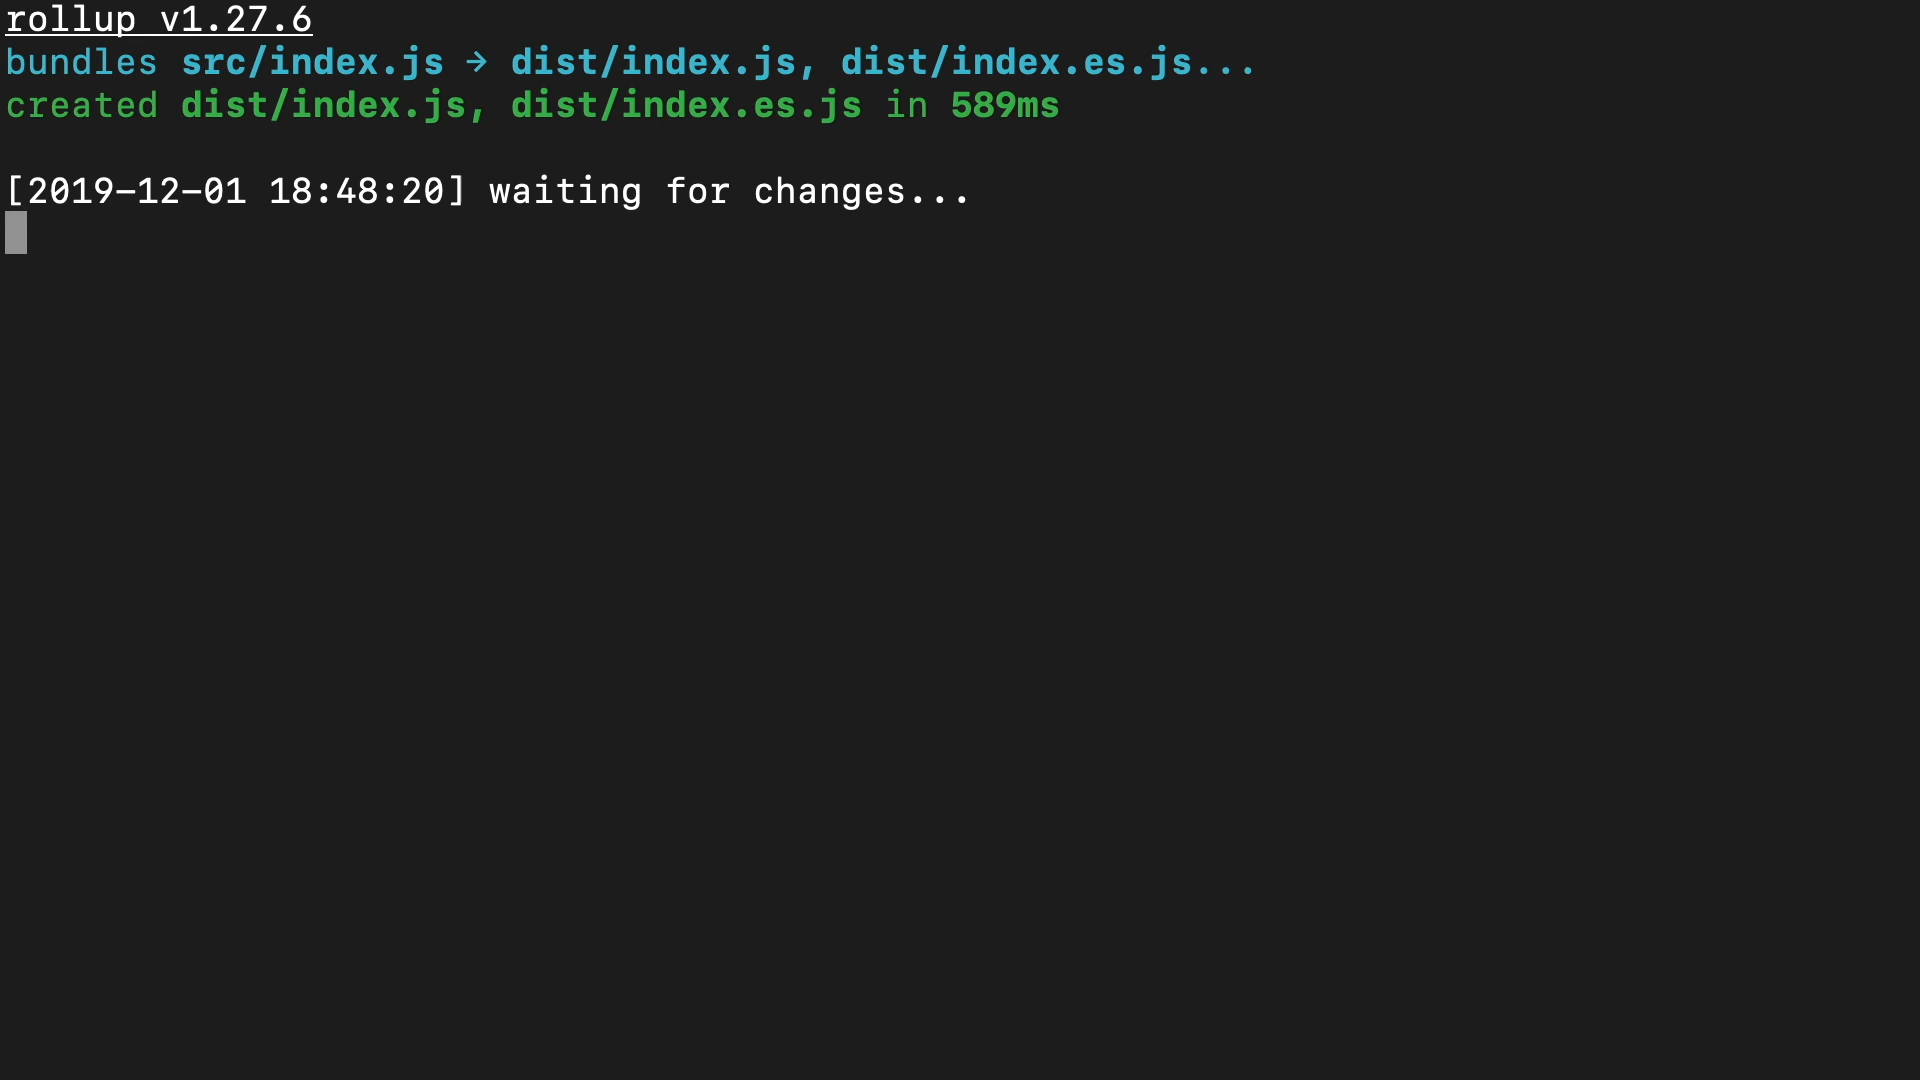 rollup v1.27.6
bundles src/index.js → dist/index.js, dist/index.es.js...
created dist/index.js, dist/index.es.js in 589ms
[2019-12-01 18:48:20] waiting for changes...